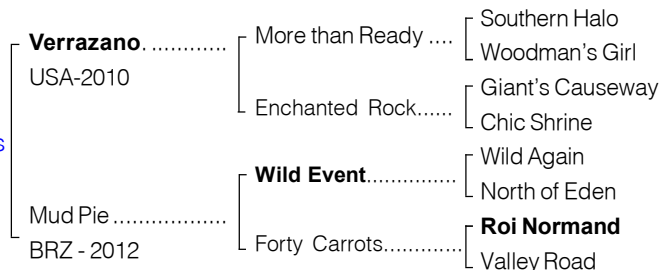 Southern Halo
Verrazano. ............ More than Ready ....
Woodman's Girl
USA-2010
Giant's Causeway
Enchanted Rock......
Chic Shrine
s
Wild Again
Wild Event...............
North of Eden
Mud Pie ..................
Roi Normand
BRZ - 2012
Forty Carrots.............
Valley Road